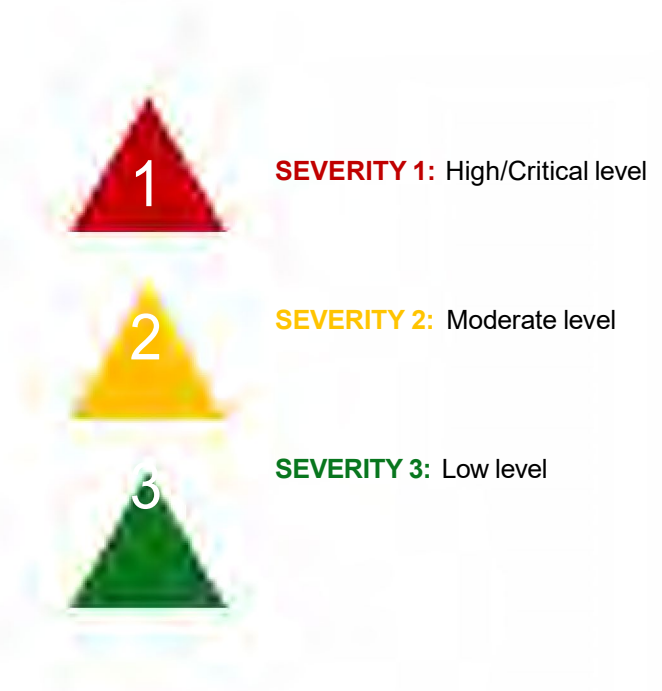 1
SEVERITY 1: High/Critical level
2
SEVERITY 2: Moderate level
3
SEVERITY 3: Low level